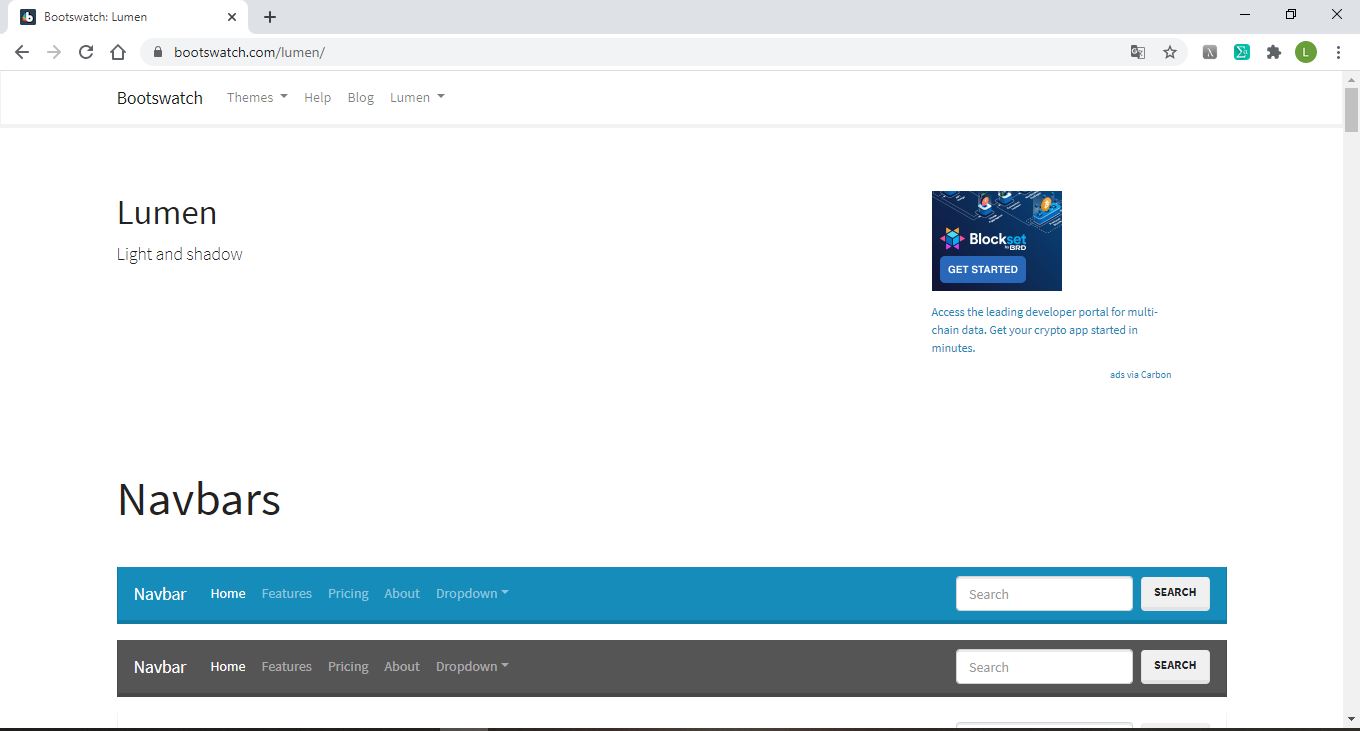 Bootswatch: Lumen
bootswatch.com/lumen/
L
Bootswatch Themes Help Blog Lumen
Lumen
Light and shadow
Blockset
by BRD
GET STARTED
Access the leading developer portal for multi-
chain data. Get your crypto app started in
minutes.
ads via Carbon
Navbars
Navbar Home Features Pricing About Dropdown Search SEARCH
Navbar Home Features Pricing About Dropdown Search SEARCH